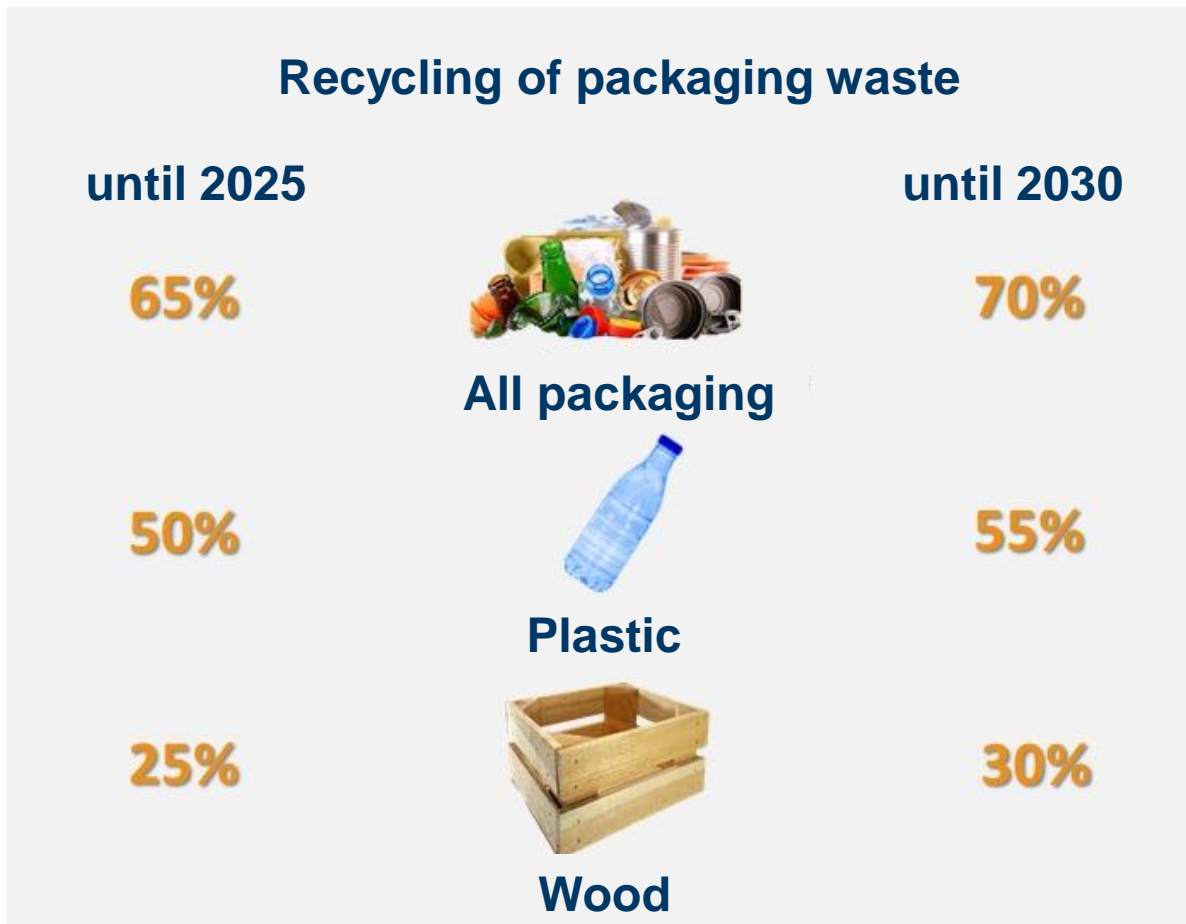 Recycling of packaging waste
until 2025 until 2030
65% 70%
All packaging
50% 55%
Plastic
25% 30%
Wood